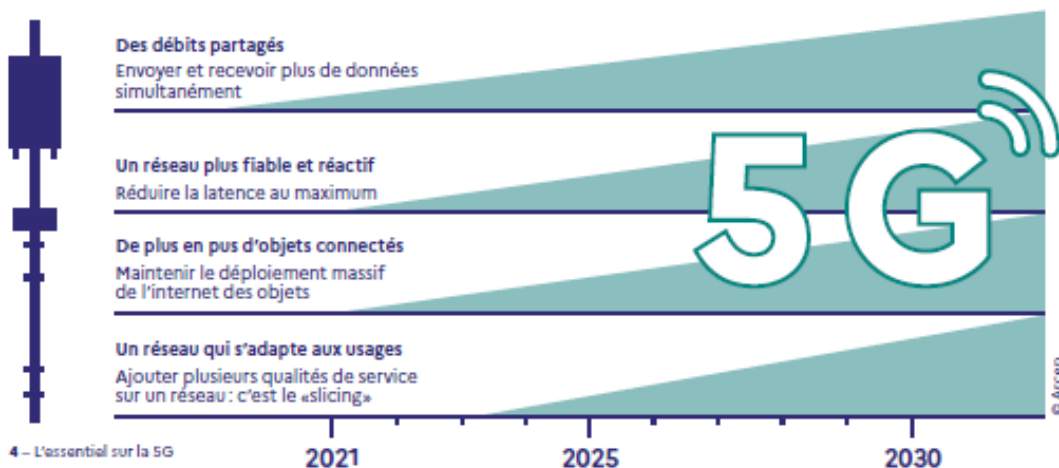 Des débits partagés
Envoyer et recevoir plus de données
simultanément
Un réseau plus fiable et réactif
Réduire la latence au maximum
De plus en pus d'objets connectés
Maintenir le déploiement massif
de l'internet des objets
Un réseau qui s'adapte aux usages
Ajouter plusieurs qualités de service
sur un réseau : c'est le «slicing»
5G
© Arcep
4 – L'essentiel sur la 5G
2021
2025
2030